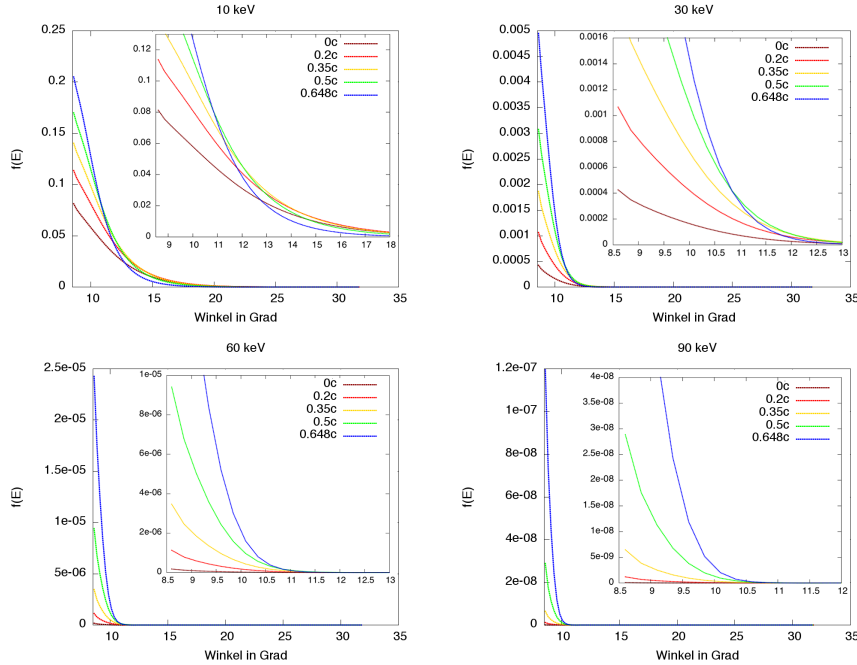 10 keV
0.25
0.2
0.15
0.1
0.05
0
f(E)
10 15 20 25 30 35
Winkel in Grad
0.12
0.1
0.08
0.06
0.04
0.02
0
9 10 11 12 13 14 15 16 17 18
0c
0.2c
0.35c
0.5c
0.648c
30 keV
0.005
0.0045
0.004
0.0035
0.003
0.0025
0.002
0.0015
0.001
0.0005
0
f(E)
10 15 20 25 30 35
Winkel in Grad
0.0016
0.0014
0.0012
0.001
0.0008
0.0006
0.0004
0.0002
0
8.5 9 9.5 10 10.5 11 11.5 12 12.5 13
0c
0.2c
0.35c
0.5c
0.648c
60 keV
2.5e-05
2e-05
1.5e-05
1e-05
5e-06
0
f(E)
10 15 20 25 30 35
Winkel in Grad
1e-05
8e-06
6e-06
4e-06
2e-06
0
8.5 9 9.5 10 10.5 11 11.5 12 12.5 13
0c
0.2c
0.35c
0.5c
0.648c
90 keV
1.2e-07
1e-07
8e-08
6e-08
4e-08
2e-08
0
f(E)
10 15 20 25 30 35
Winkel in Grad
4e-08
3.5e-08
3e-08
2.5e-08
2e-08
1.5e-08
1e-08
5e-09
0
8.5 9 9.5 10 10.5 11 11.5 12
0c
0.2c
0.35c
0.5c
0.648c